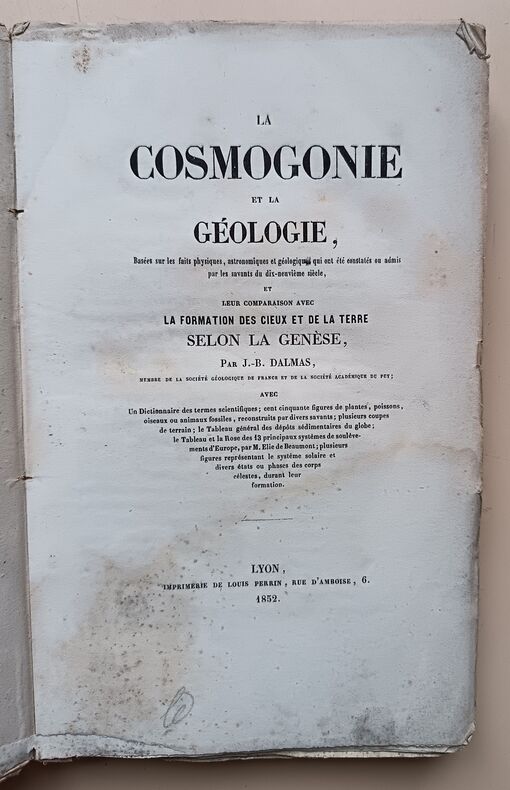 LA
COSMOGONIE
ET LA
GÉOLOGIE,
Basées sur les faits physiques, astronomiques et géologiques qui ont été constatés ou admis
par les savants du dix-neuvième siècle,
ET
LEUR COMPARAISON AVEC
LA FORMATION DES CIEUX ET DE LA TERRE
SELON LA GENÈSE,
PAR J.-B. DALMAS,
MEMBRE DE LA SOCIÉTÉ GÉOLOGIQUE DE FRANCE ET DE LA SOCIÉTÉ ACADÉMIQUE DU PUY;
AVEC
Un Dictionnaire des termes scientifiques; cent cinquante figures de plantes, poissons,
oiseaux ou animaux fossiles, reconstruits par divers savants; plusieurs coupes
de terrain; le Tableau général des dépôts sédimentaires du globe;
le Tableau et la Rose des 13 principaux systèmes de soulève-
ments d'Europe, par M. Elie de Beaumont; plusieurs
figures représentant le système solaire et
divers états ou phases des corps
célestes, durant leur
formation.
LYON,
IMPRIMERIE DE LOUIS PERRIN, RUE D'AMBOISE, 6.
1852.